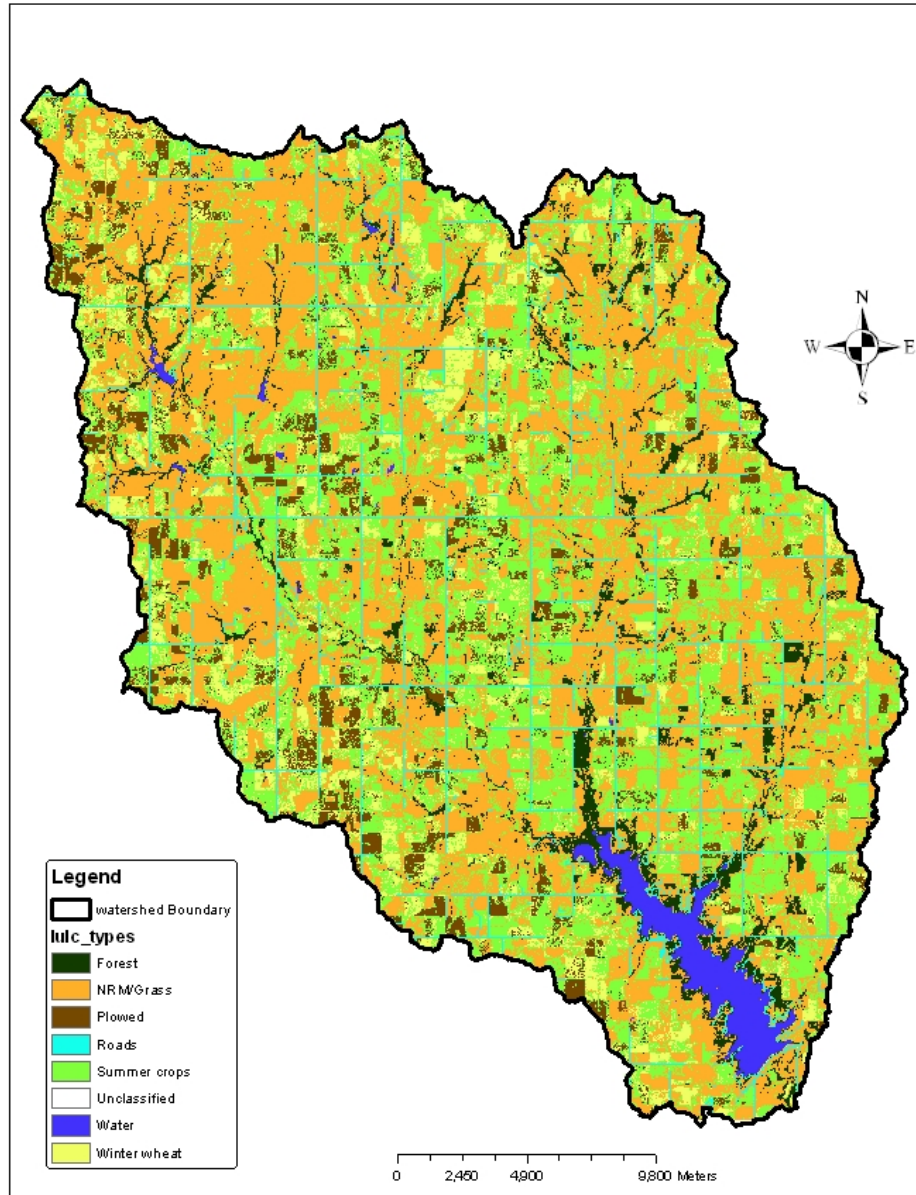 N
W E
S
Legend
watershed Boundary
lulc_types
Forest
NRM/Grass
Plowed
Roads
Summer crops
Unclassified
Water
Winter wheat
0 2,450 4,900 9,800 Meters